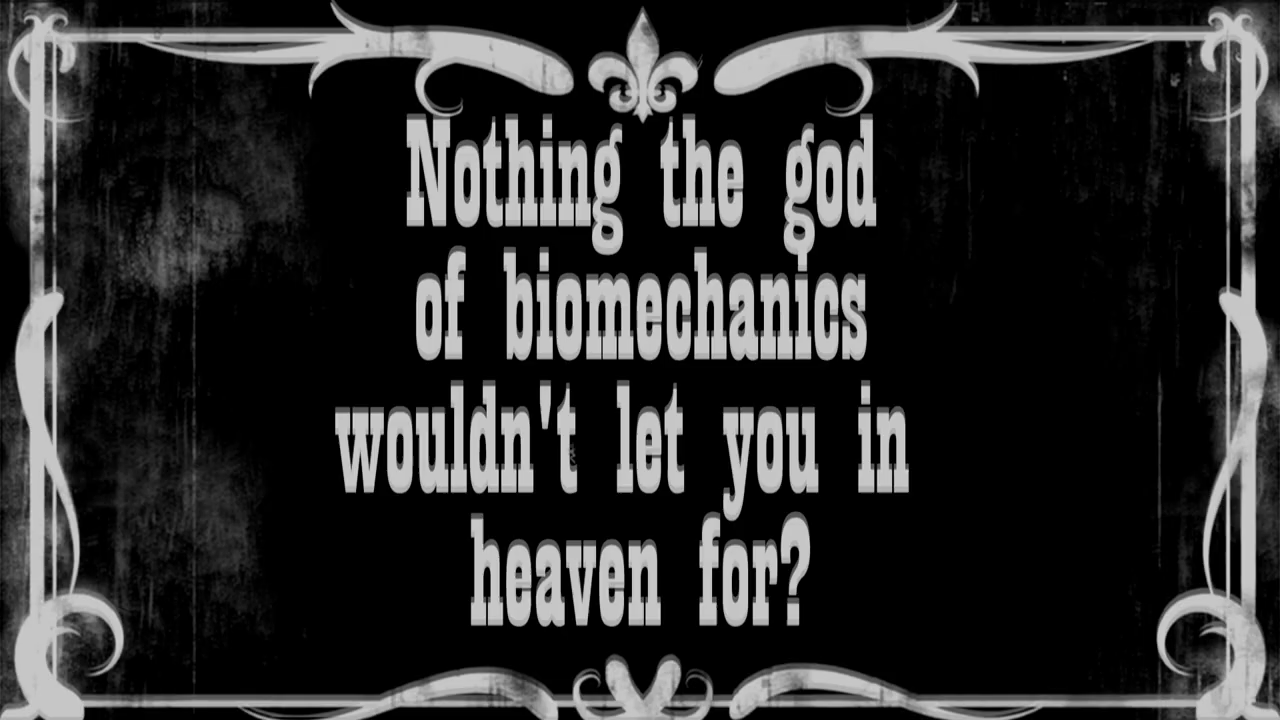 Nothing the god
of biomechanics
wouldn't let you in
heaven for?